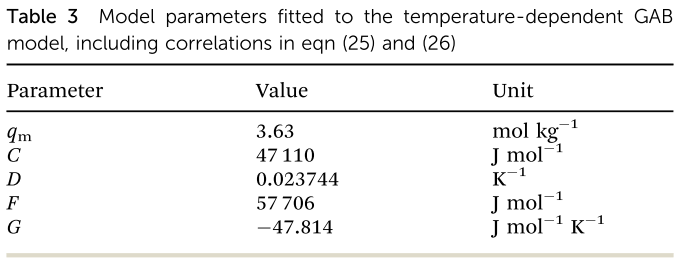 Table 3 Model parameters fitted to the temperature-dependent GAB
model, including correlations in eqn (25) and (26)
Parameter Value Unit
qm 3.63 mol kg−1
C 47 110 J mol−1
D 0.023744 K−1
F 57 706 J mol−1
G −47.814 J mol−1 K−1